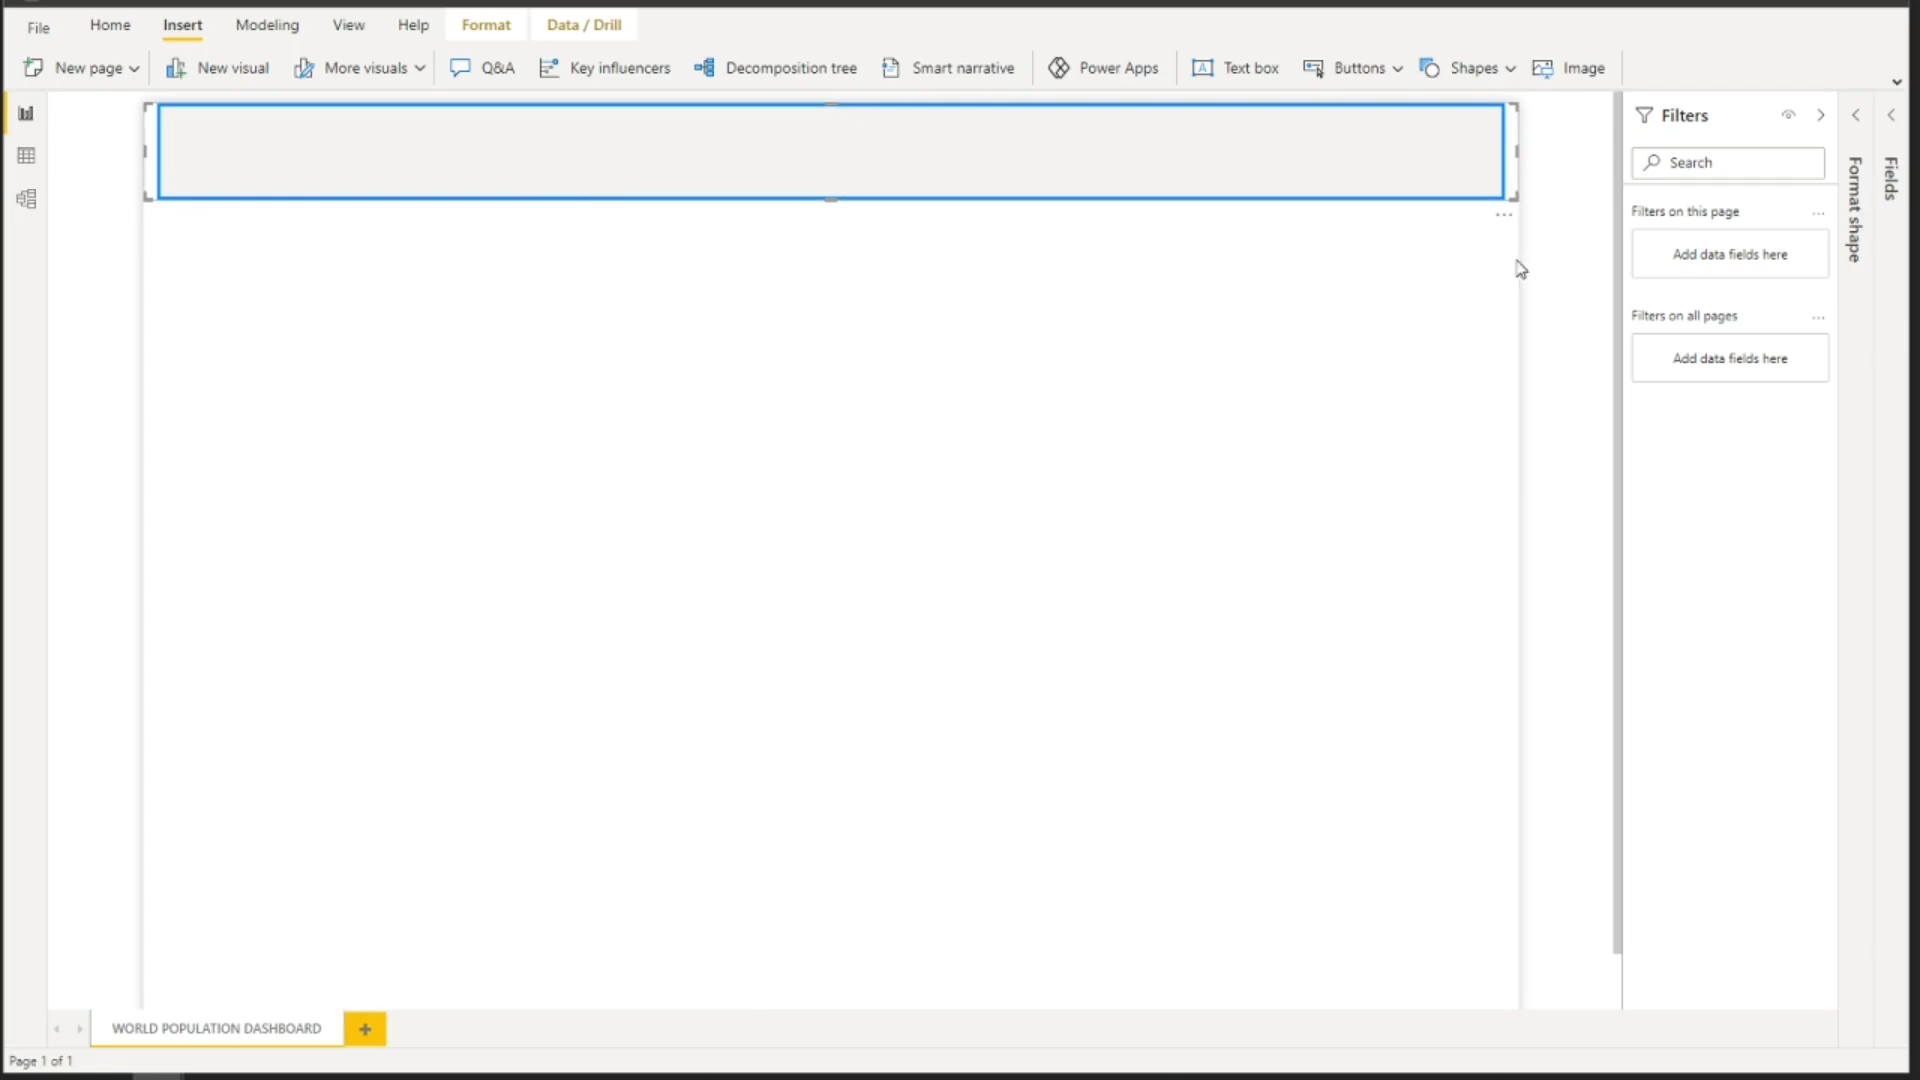 File Home Insert Modeling View Help Format Data / Drill
New page New visual More visuals Q&A Key influencers Decomposition tree Smart narrative Power Apps Text box Buttons Shapes Image
Filters
Search
Filters on this page ...
Add data fields here
Filters on all pages ...
Add data fields here
Format shape
Fields
...
WORLD POPULATION DASHBOARD +
Page 1 of 1